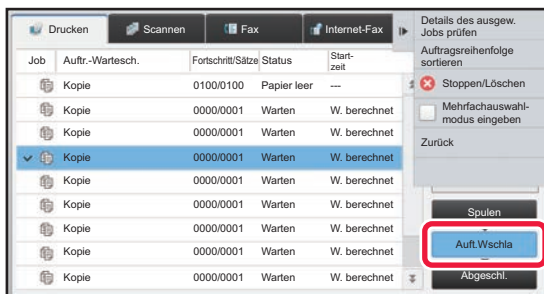 Drucken Scannen Fax Internet-Fax
Job Auftr.-Wartesch. Fortschritt/Sätze Status Start-
zeit
Kopie 0100/0100 Papier leer ---
Kopie 0000/0001 Warten W. berechnet
Kopie 0000/0001 Warten W. berechnet
Kopie 0000/0001 Warten W. berechnet
Kopie 0000/0001 Warten W. berechnet
Kopie 0000/0001 Warten W. berechnet
Kopie 0000/0001 Warten W. berechnet
Kopie 0000/0001 Warten W. berechnet
Kopie 0000/0001 Warten W. berechnet
Details des ausgew.
Jobs prüfen
Auftragsreihenfolge
sortieren
Stoppen/Löschen
Mehrfachauswahl-
modus eingeben
Zurück
Spulen
Auft.Wschla
Abgeschl.